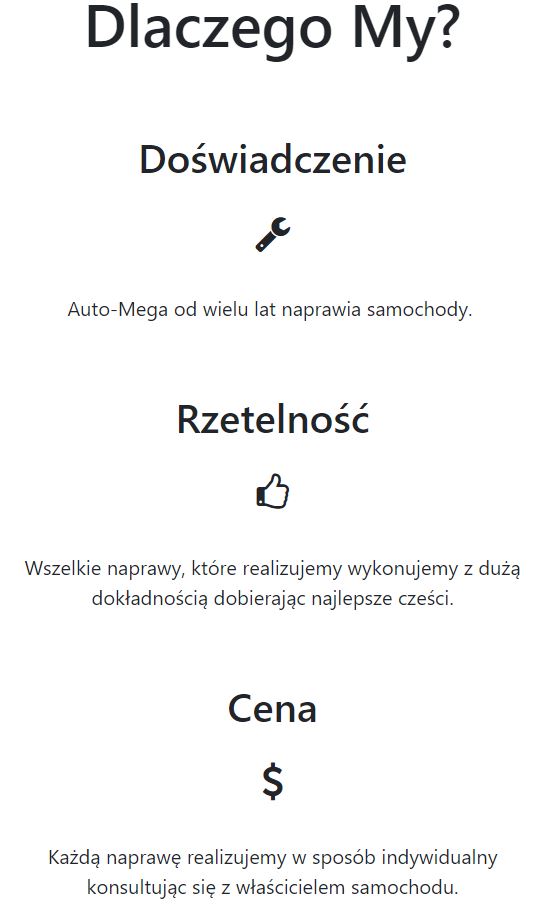 Dlaczego My?
Doświadczenie
Auto-Mega od wielu lat naprawia samochody.
Rzetelność
Wszelkie naprawy, które realizujemy wykonujemy z dużą
dokładnością dobierając najlepsze cześci.
Cena
$
Każdą naprawę realizujemy w sposób indywidualny
konsultując się z właścicielem samochodu.